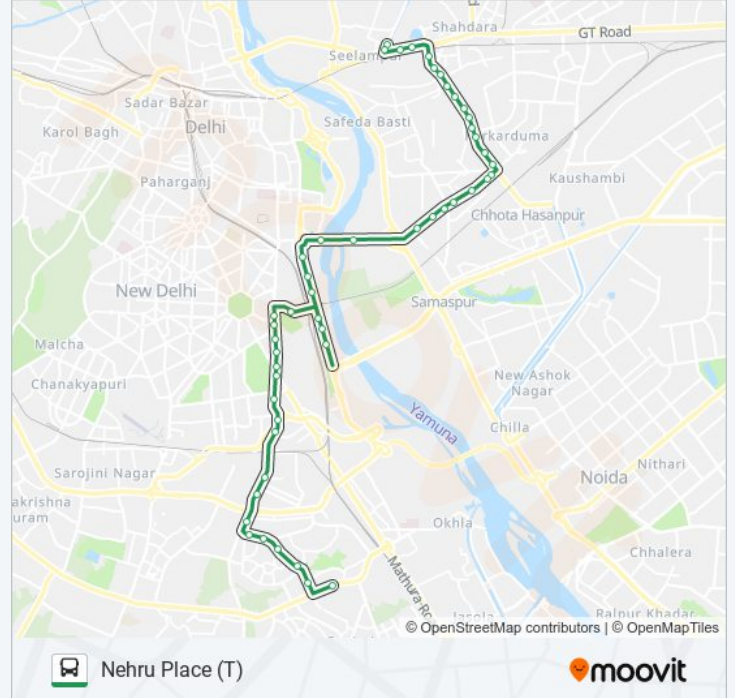 Shahdara
GT Road
Seelampur
Sadar Bazar
Safeda Basti
Karol Bagh
Delhi
Karkarduma
Paharganj
Kaushambi
Chhota Hasanpur
New Delhi
Samaspur
Malcha
Chanakyapuri
New Ashok
Nagar
Yamuna
Chilla
Sarojini Nagar
Nithari
Noida
akrishna
uram
Okhla
Chhalera
Mathura Ro
Raipur Khadar
© OpenStreetMap contributors | © OpenMapTiles
Nehru Place (T)
moovit